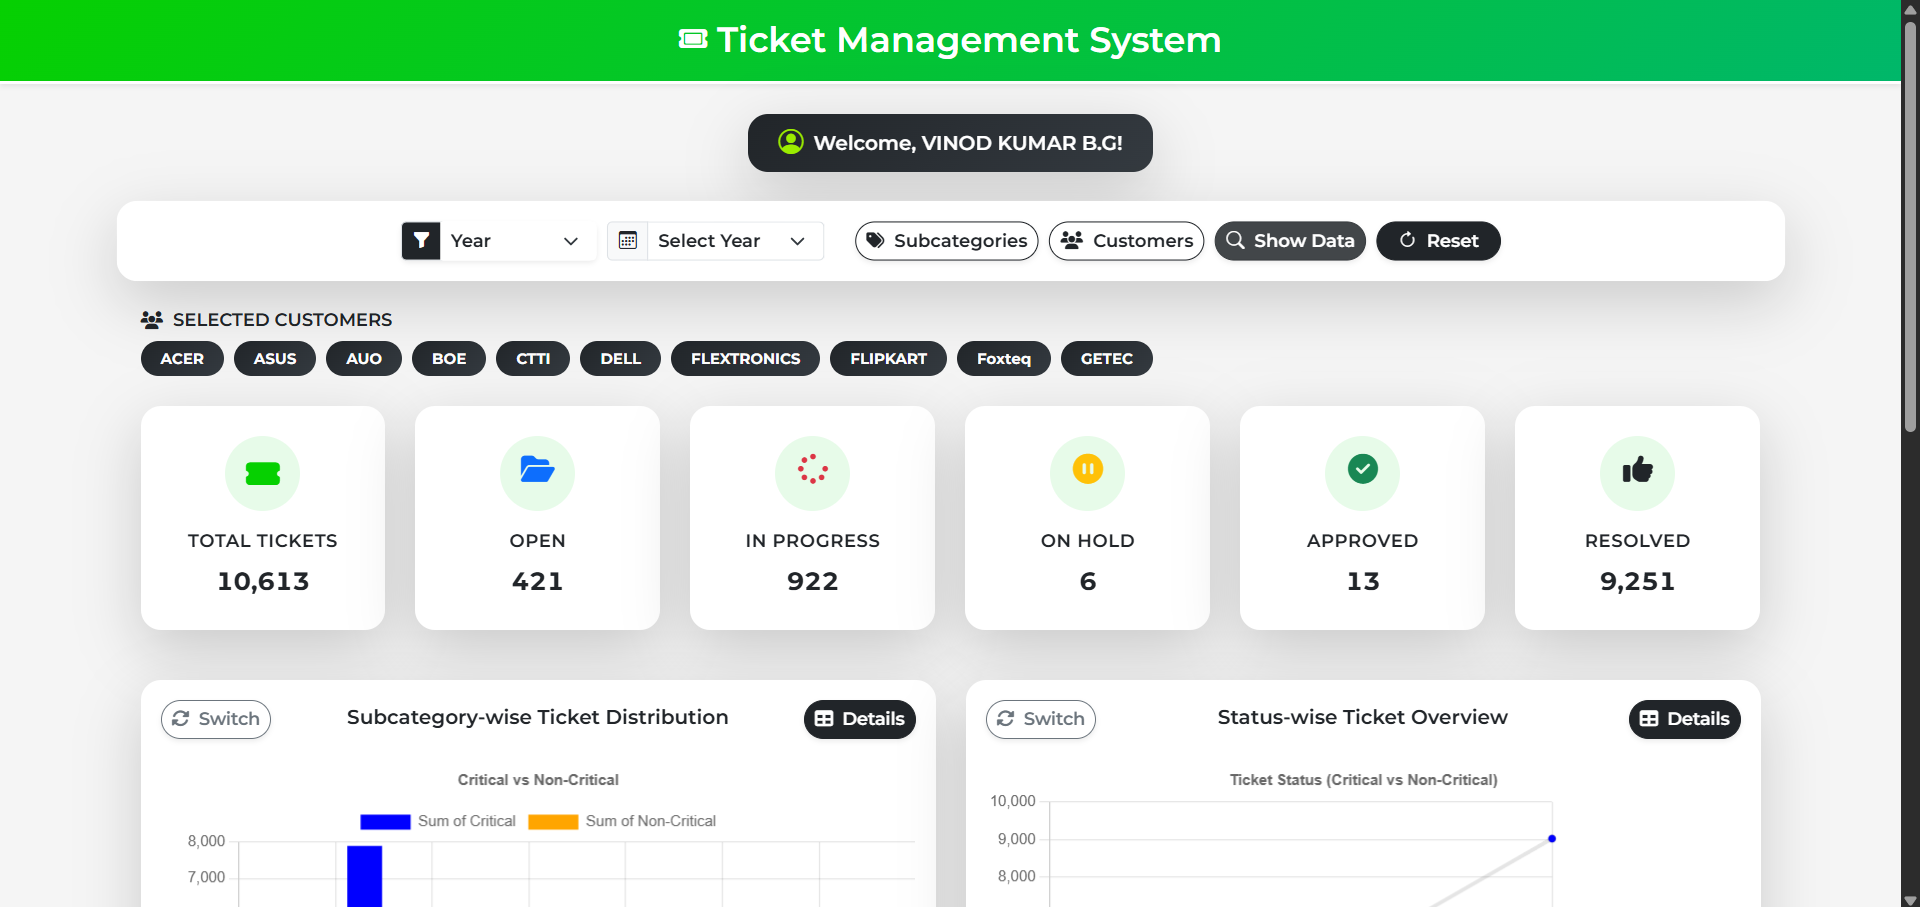 Ticket Management System
Welcome, VINOD KUMAR B.G!
Year
Select Year
Subcategories
Customers
Show Data
Reset
SELECTED CUSTOMERS
ACER ASUS AUO BOE CTTI DELL FLEXTRONICS FLIPKART Foxteq GETEC
TOTAL TICKETS
10,613
OPEN
421
IN PROGRESS
922
ON HOLD
6
APPROVED
13
RESOLVED
9,251
Switch
Subcategory-wise Ticket Distribution
Details
Critical vs Non-Critical
Sum of Critical
Sum of Non-Critical
8,000
7,000
Switch
Status-wise Ticket Overview
Details
Ticket Status (Critical vs Non-Critical)
10,000
9,000
8,000